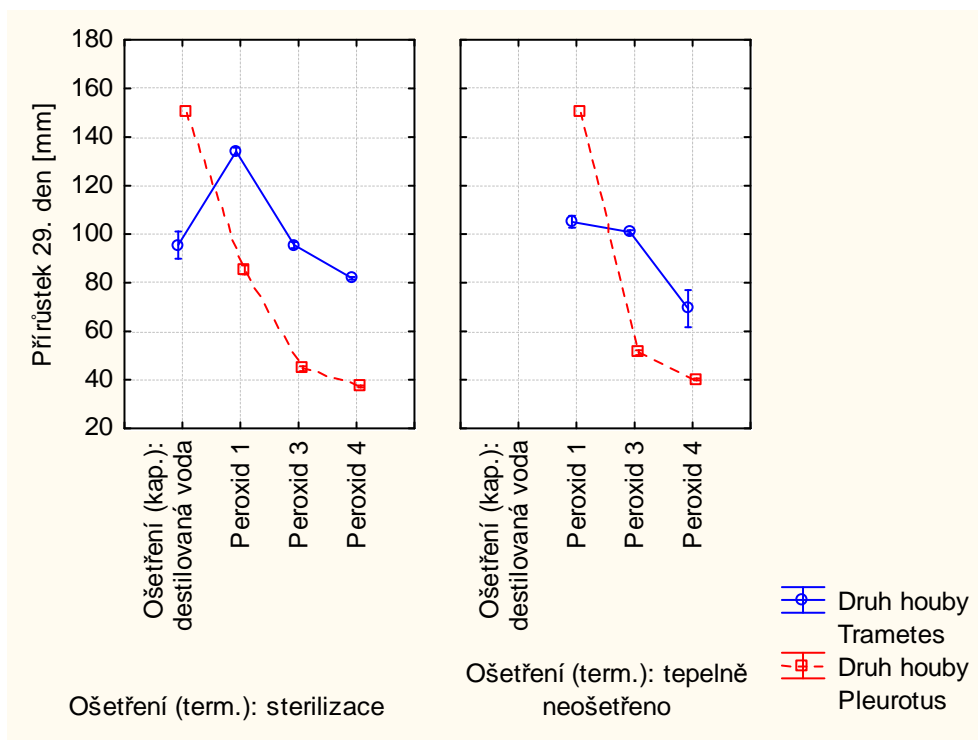 Přírůstek 29. den [mm]
180
160
140
120
100
80
60
40
20
Ošetření (kap.):
destilovaná voda
Peroxid 1
Peroxid 3
Peroxid 4
Ošetření (term.): sterilizace
Ošetření (kap.):
destilovaná voda
Peroxid 1
Peroxid 3
Peroxid 4
Ošetření (term.): tepelně
neošetřeno
Druh houby
Trametes
Druh houby
Pleurotus